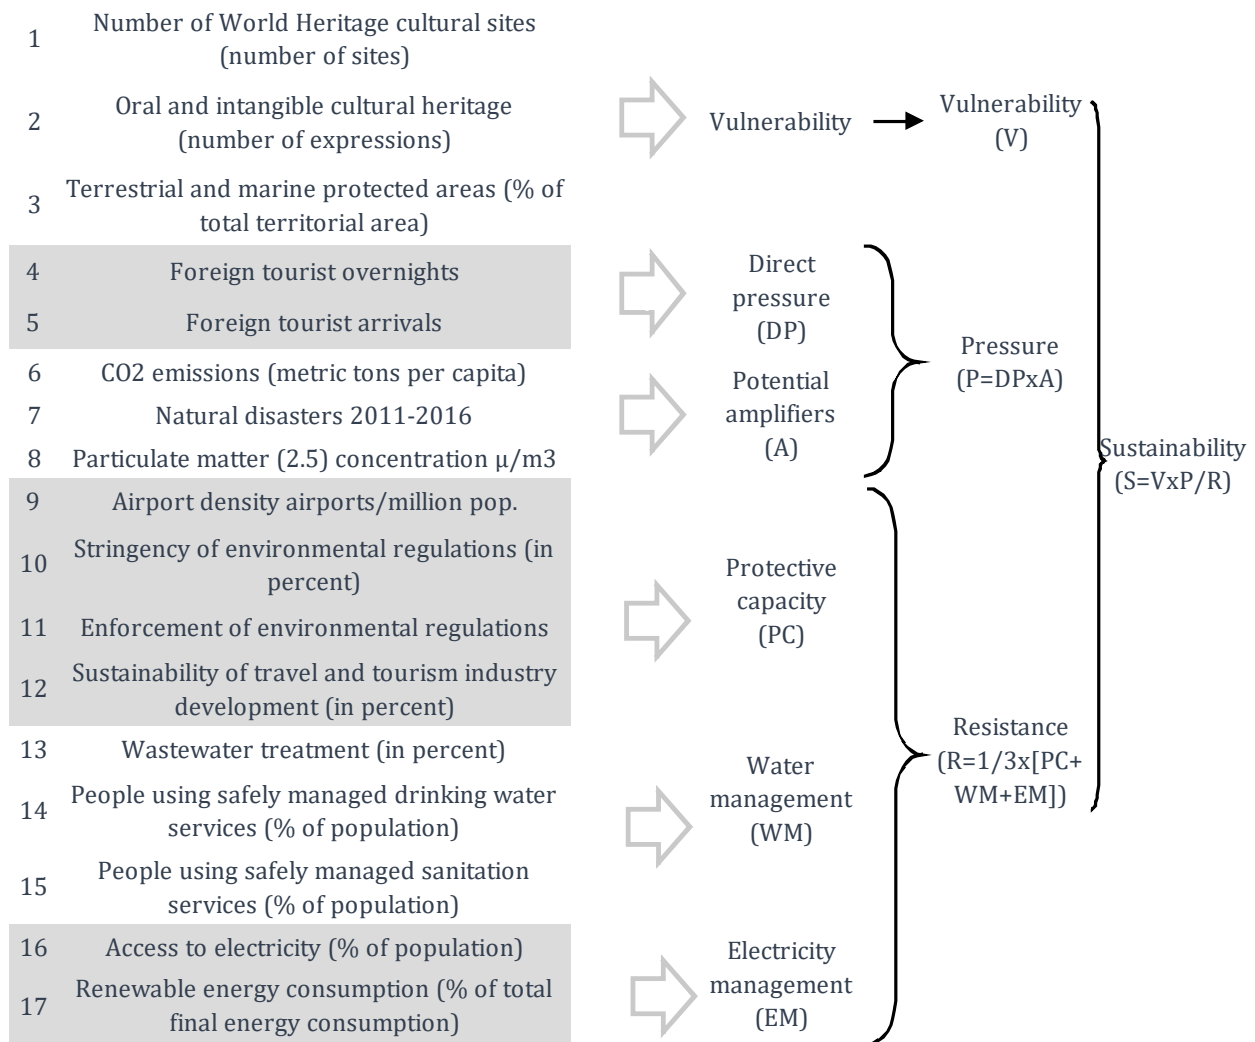 1
Number of World Heritage cultural sites
(number of sites)
2
Oral and intangible cultural heritage
(number of expressions)
3
Terrestrial and marine protected areas (% of
total territorial area)
4
Foreign tourist overnights
5
Foreign tourist arrivals
6
CO2 emissions (metric tons per capita)
7
Natural disasters 2011-2016
8
Particulate matter (2.5) concentration µ/m3
9
Airport density airports/million pop.
10
Stringency of environmental regulations (in
percent)
11
Enforcement of environmental regulations
12
Sustainability of travel and tourism industry
development (in percent)
13
Wastewater treatment (in percent)
14
People using safely managed drinking water
services (% of population)
15
People using safely managed sanitation
services (% of population)
16
Access to electricity (% of population)
17
Renewable energy consumption (% of total
final energy consumption)
Vulnerability
Direct
pressure
(DP)
Potential
amplifiers
(A)
Protective
capacity
(PC)
Water
management
(WM)
Electricity
management
(EM)
Vulnerability
(V)
Pressure
(P=DPxA)
Resistance
(R=1/3x[PC+
WM+EM])
Sustainability
(S=VxP/R)